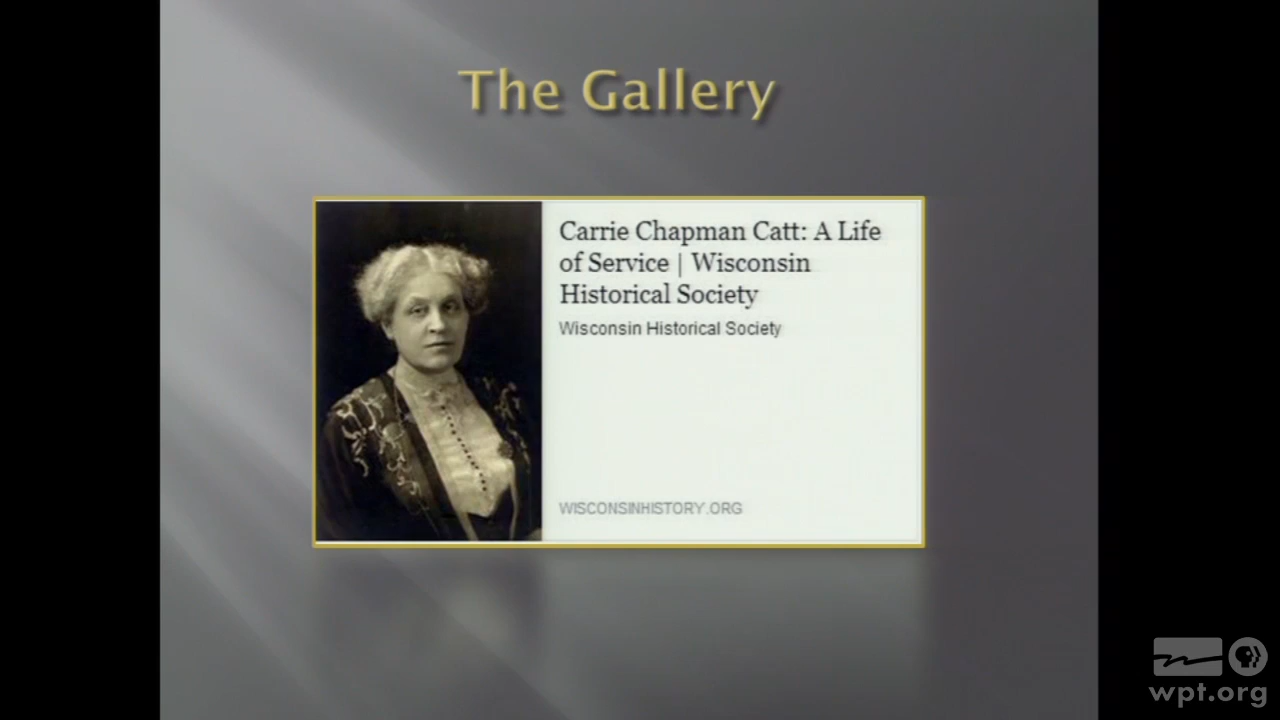 The Gallery
Carrie Chapman Catt: A Life
of Service | Wisconsin
Historical Society
Wisconsin Historical Society
WISCONSINHISTORY.ORG
wpt.org